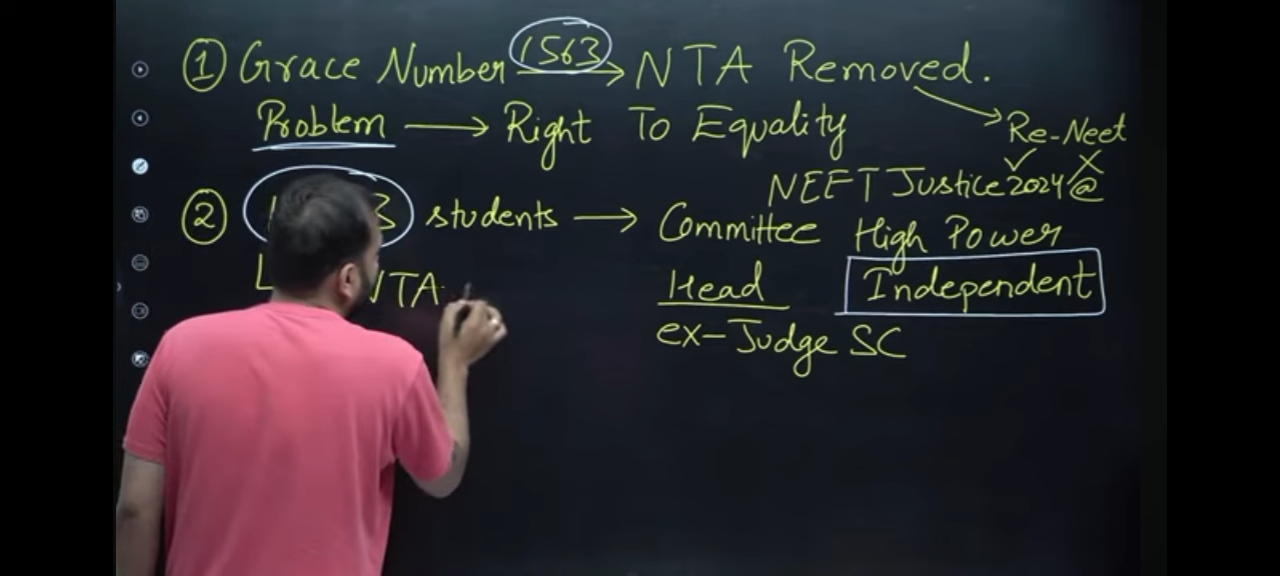 ① Grace Number 1563 → NTA Removed.
Problem → Right To Equality
Re-Neet
NEET Justice 2024 @
② 3 students → Committee High Power
NTA
Head Independent
ex-Judge SC